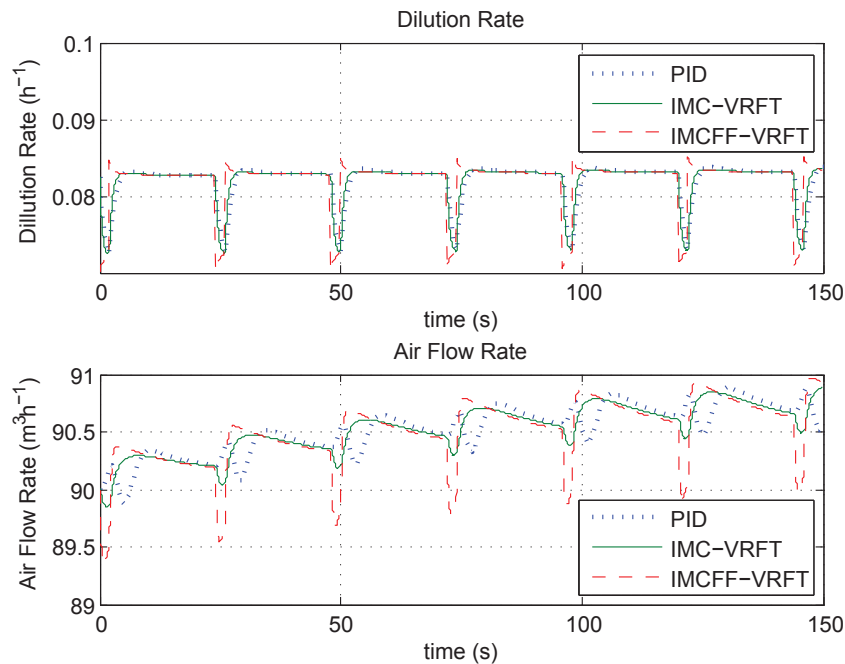 Dilution Rate
Dillution Rate (h⁻¹)
0.1
0.09
0.08
PID
IMC−VRFT
IMCFF−VRFT
0
50
100
150
time (s)
Air Flow Rate
Air Flow Rate (m³h⁻¹)
91
90.5
90
89.5
89
PID
IMC−VRFT
IMCFF−VRFT
0
50
100
150
time (s)